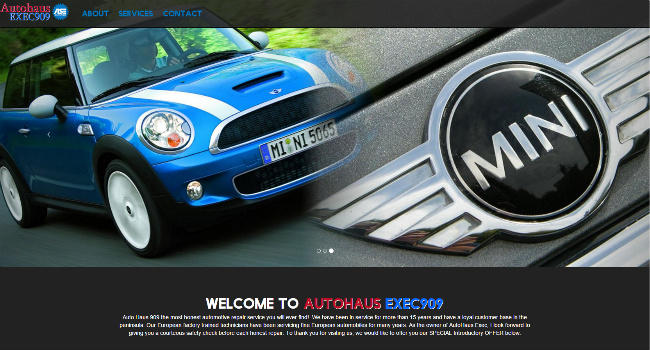 Autohaus
EXEC909
ASE
ABOUT SERVICES CONTACT
MI NI 5065
MINI
WELCOME TO AUTOHAUS EXEC909
Auto Haus 909 the most honest automotive repair service you will ever find! We have been in service for more than 15 years and have a loyal customer base in the
peninsula. Our European factory trained technicians have been servicing fine European automobiles for many years. As the owner of AutoHaus Exec, I look forward to
giving you a courteous safety check before each honest repair. To thank you for visiting us, we would like to offer you our SPECIAL Introductory OFFER below.